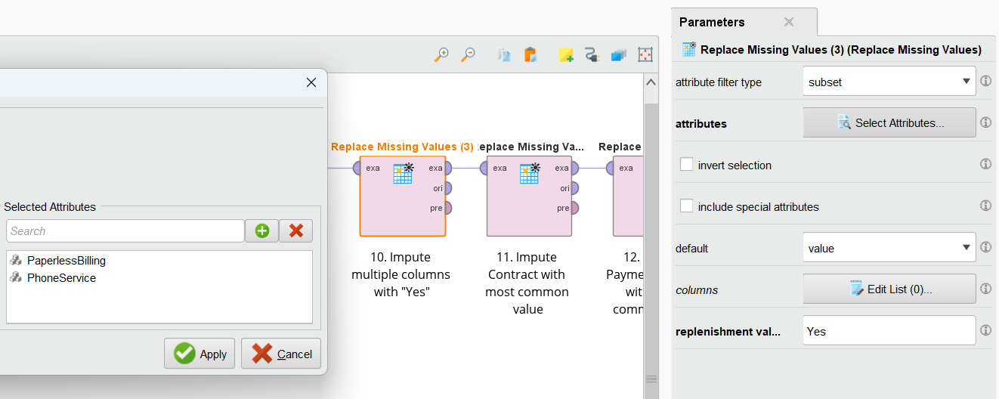 Parameters
Replace Missing Values (3) (Replace Missing Values)
attribute filter type
subset
attributes
Select Attributes...
invert selection
include special attributes
default
value
columns
Edit List (0)...
replenishment val...
Yes
Replace Missing Values (3)
eplace Missing Va...
Replace
exa
exa
ori
pre
exa
exa
ori
pre
exa
10. Impute
multiple columns
with "Yes"
11. Impute
Contract with
most common
value
12.
Payme
wit
comm
Selected Attributes
Search
PaperlessBilling
PhoneService
Apply
Cancel